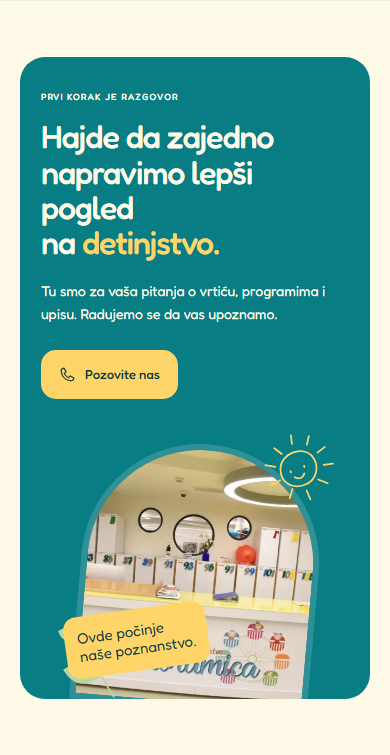 PRVI KORAK JE RAZGOVOR
Hajde da zajedno
napravimo lepši
pogled
na detinjstvo.
Tu smo za vaša pitanja o vrtiću, programima i
upisu. Radujemo se da vas upoznamo.
Pozovite nas
Ovde počinje
naše poznanstvo.